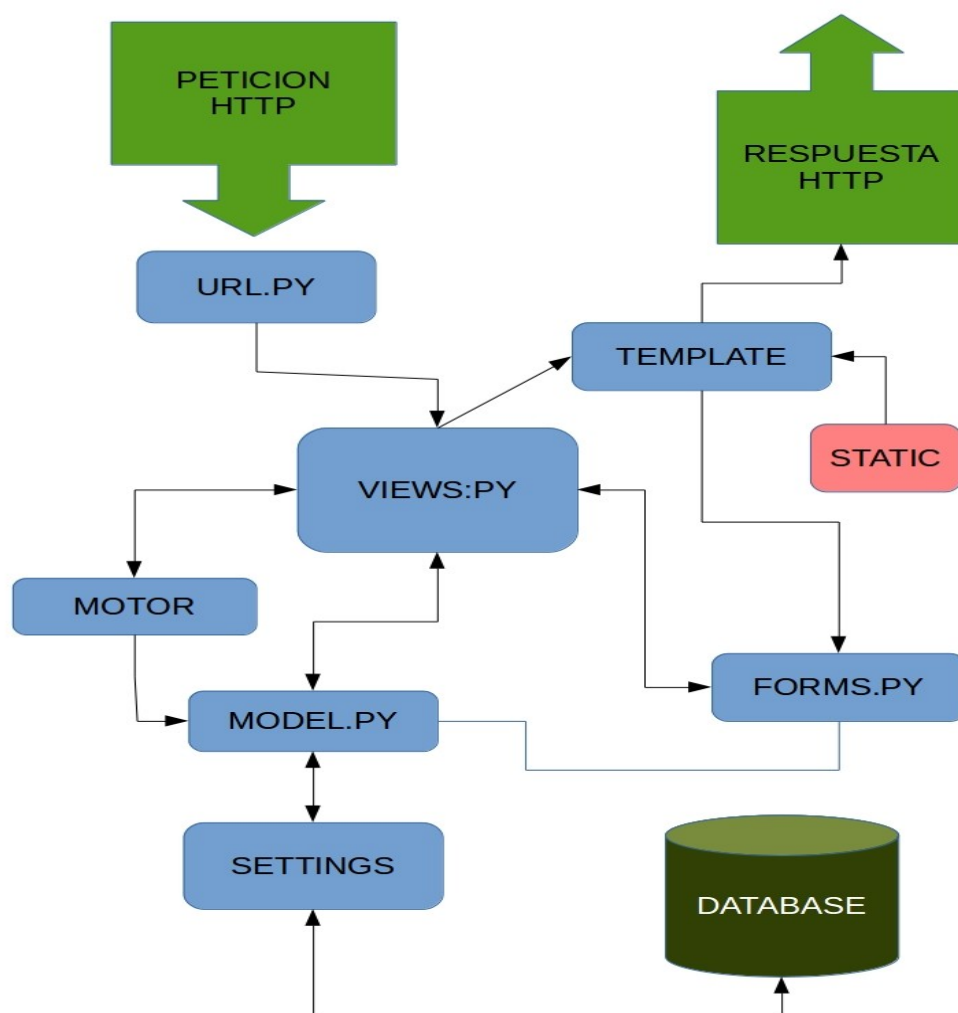 PETICION
HTTP
RESPUESTA
HTTP
URL.PY
TEMPLATE
STATIC
VIEWS:PY
MOTOR
FORMS.PY
MODEL.PY
SETTINGS
DATABASE